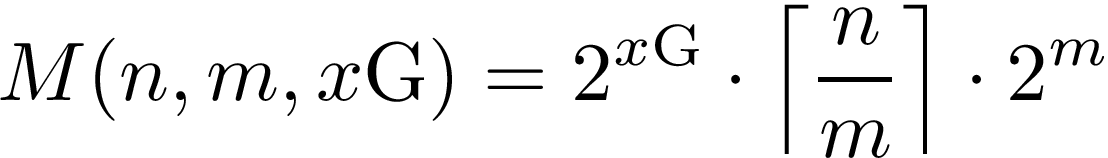 M(n, m, xG) = 2^{xG} · ⌈n/m⌉ · 2^m